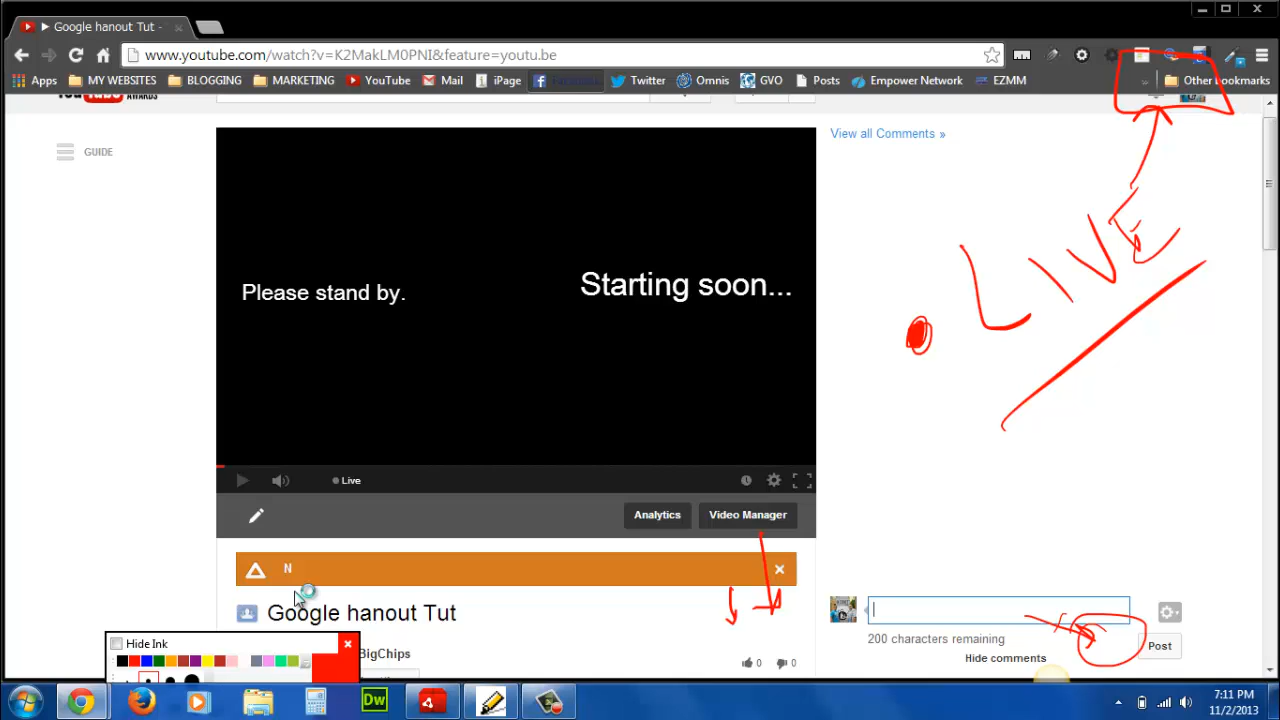 Google hanout Tut -
www.youtube.com/watch?v=K2MakLM0PNI&feature=youtu.be
Apps MY WEBSITES BLOGGING MARKETING YouTube Mail iPage Facebook Twitter Omnis GVO Posts Empower Network EZMM » Other bookmarks
AWARDS
GUIDE
View all Comments »
LIVE
Please stand by.
Starting soon...
Live
Analytics Video Manager
N
Google hanout Tut
200 characters remaining
Post
Hide comments
Hide Ink
BigChips
0 0
Dw
7:11 PM
11/2/2013